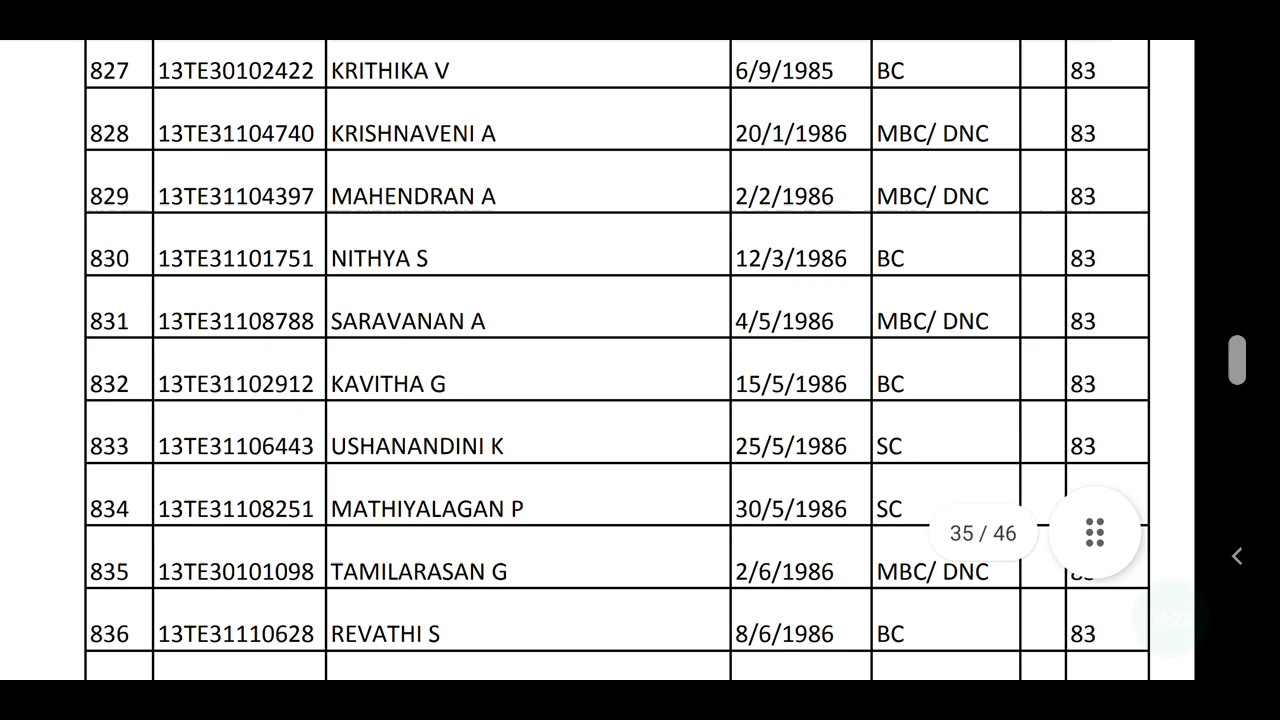 827 13TE30102422 KRITHIKA V 6/9/1985 BC 83
828 13TE31104740 KRISHNAVENI A 20/1/1986 MBC/ DNC 83
829 13TE31104397 MAHENDRAN A 2/2/1986 MBC/ DNC 83
830 13TE31101751 NITHYA S 12/3/1986 BC 83
831 13TE31108788 SARAVANAN A 4/5/1986 MBC/ DNC 83
832 13TE31102912 KAVITHA G 15/5/1986 BC 83
833 13TE31106443 USHANANDINI K 25/5/1986 SC 83
834 13TE31108251 MATHIYALAGAN P 30/5/1986 SC
35 / 46
835 13TE30101098 TAMILARASAN G 2/6/1986 MBC/ DNC
836 13TE31110628 REVATHI S 8/6/1986 BC 83